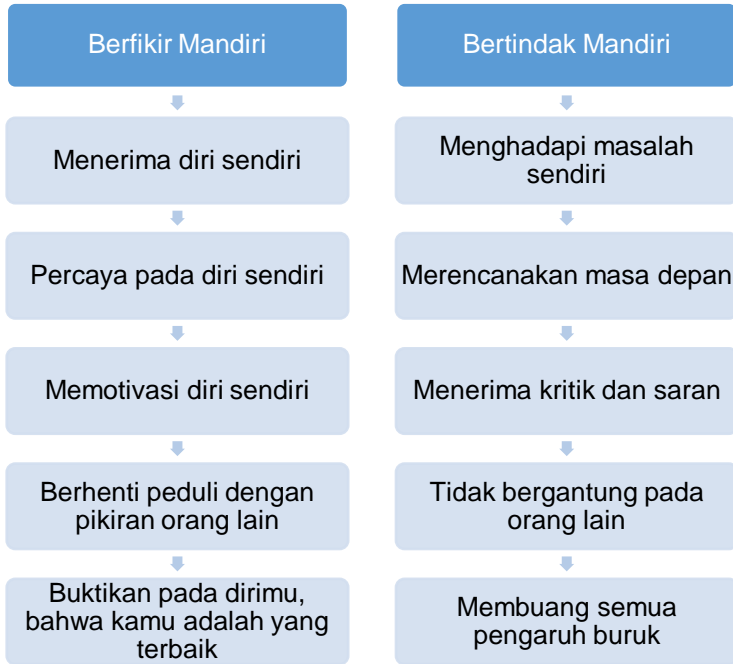 Berfikir Mandiri
Menerima diri sendiri
Percaya pada diri sendiri
Memotivasi diri sendiri
Berhenti peduli dengan
pikiran orang lain
Buktikan pada dirimu,
bahwa kamu adalah yang
terbaik
Bertindak Mandiri
Menghadapi masalah
sendiri
Merencanakan masa depan
Menerima kritik dan saran
Tidak bergantung pada
orang lain
Membuang semua
pengaruh buruk